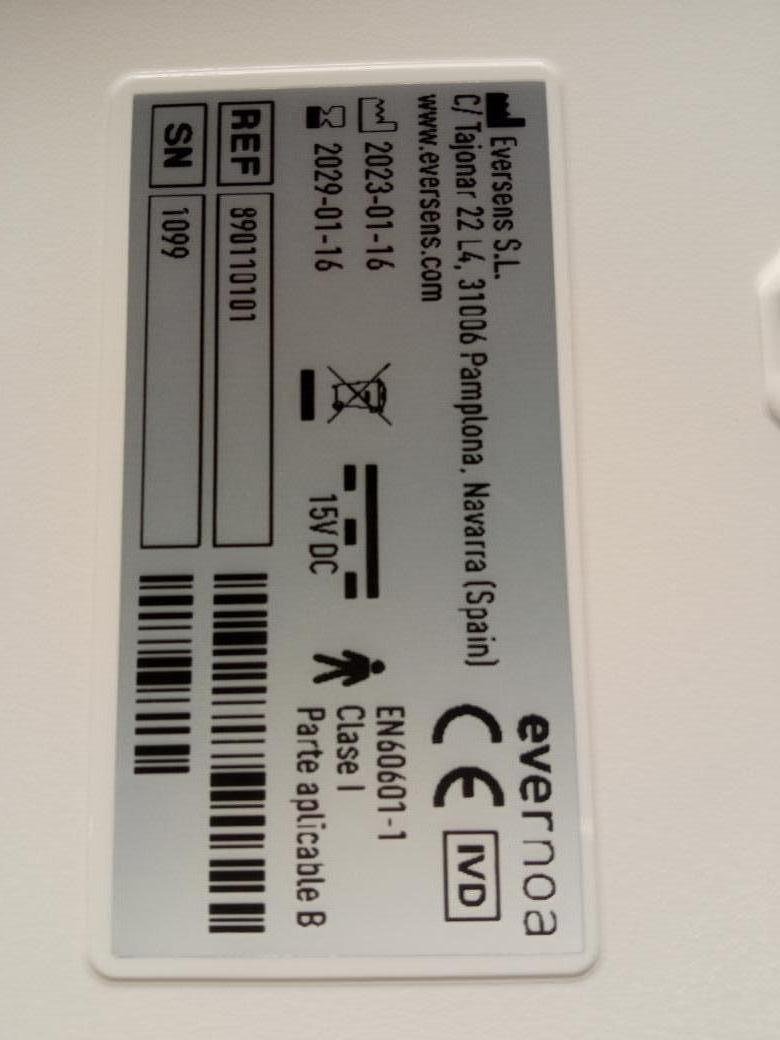 evernoa
Eversens S.L.
C/ Tajonar 22 L4, 31006 Pamplona, Navarra (Spain)
www.eversens.com
CE IVD
2023-01-16
2029-01-16
15V DC
EN60601-1
Clase I
Parte aplicable B
REF 890110101
SN 1099